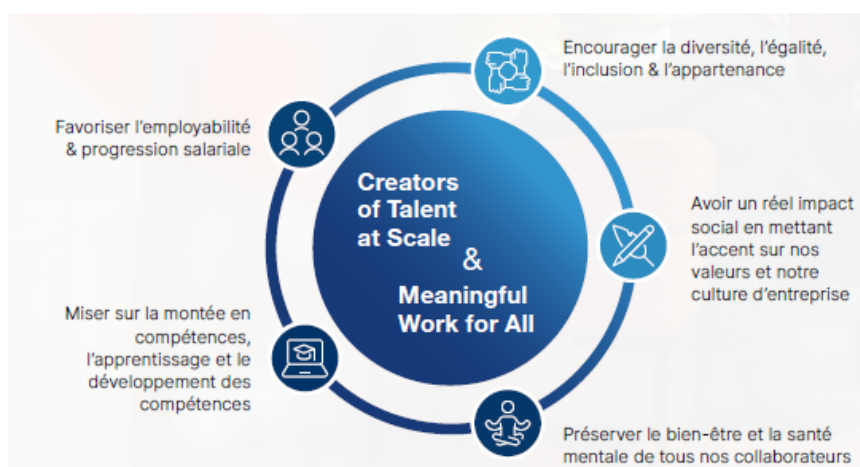 Encourager la diversité, l'égalité,
l'inclusion & l'appartenance
Favoriser l'employabilité
& progression salariale
Creators
of Talent
at Scale
&
Meaningful
Work for All
Avoir un réel impact
social en mettant
l'accent sur nos
valeurs et notre
culture d'entreprise
Miser sur la montée en
compétences,
l'apprentissage et le
développement des
compétences
Préserver le bien-être et la santé
mentale de tous nos collaborateurs